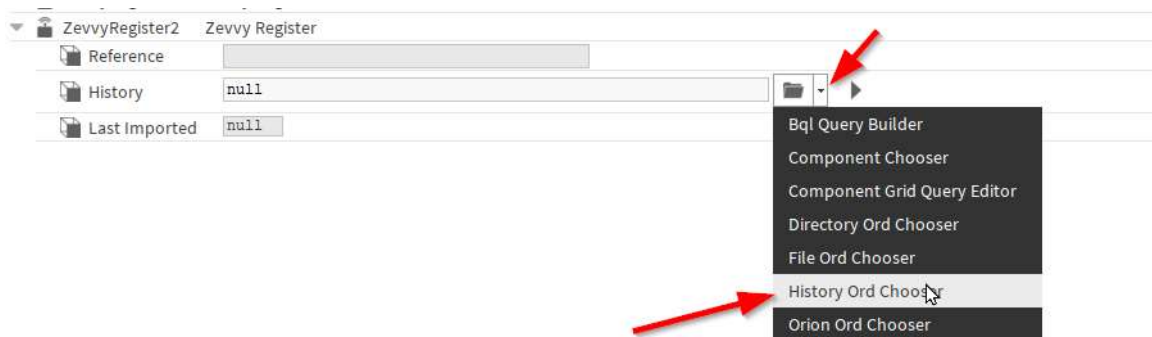 ZevvyRegister2 Zevvy Register
Reference
History null
Last Imported null
Bql Query Builder
Component Chooser
Component Grid Query Editor
Directory Ord Chooser
File Ord Chooser
History Ord Chooser
Orion Ord Chooser